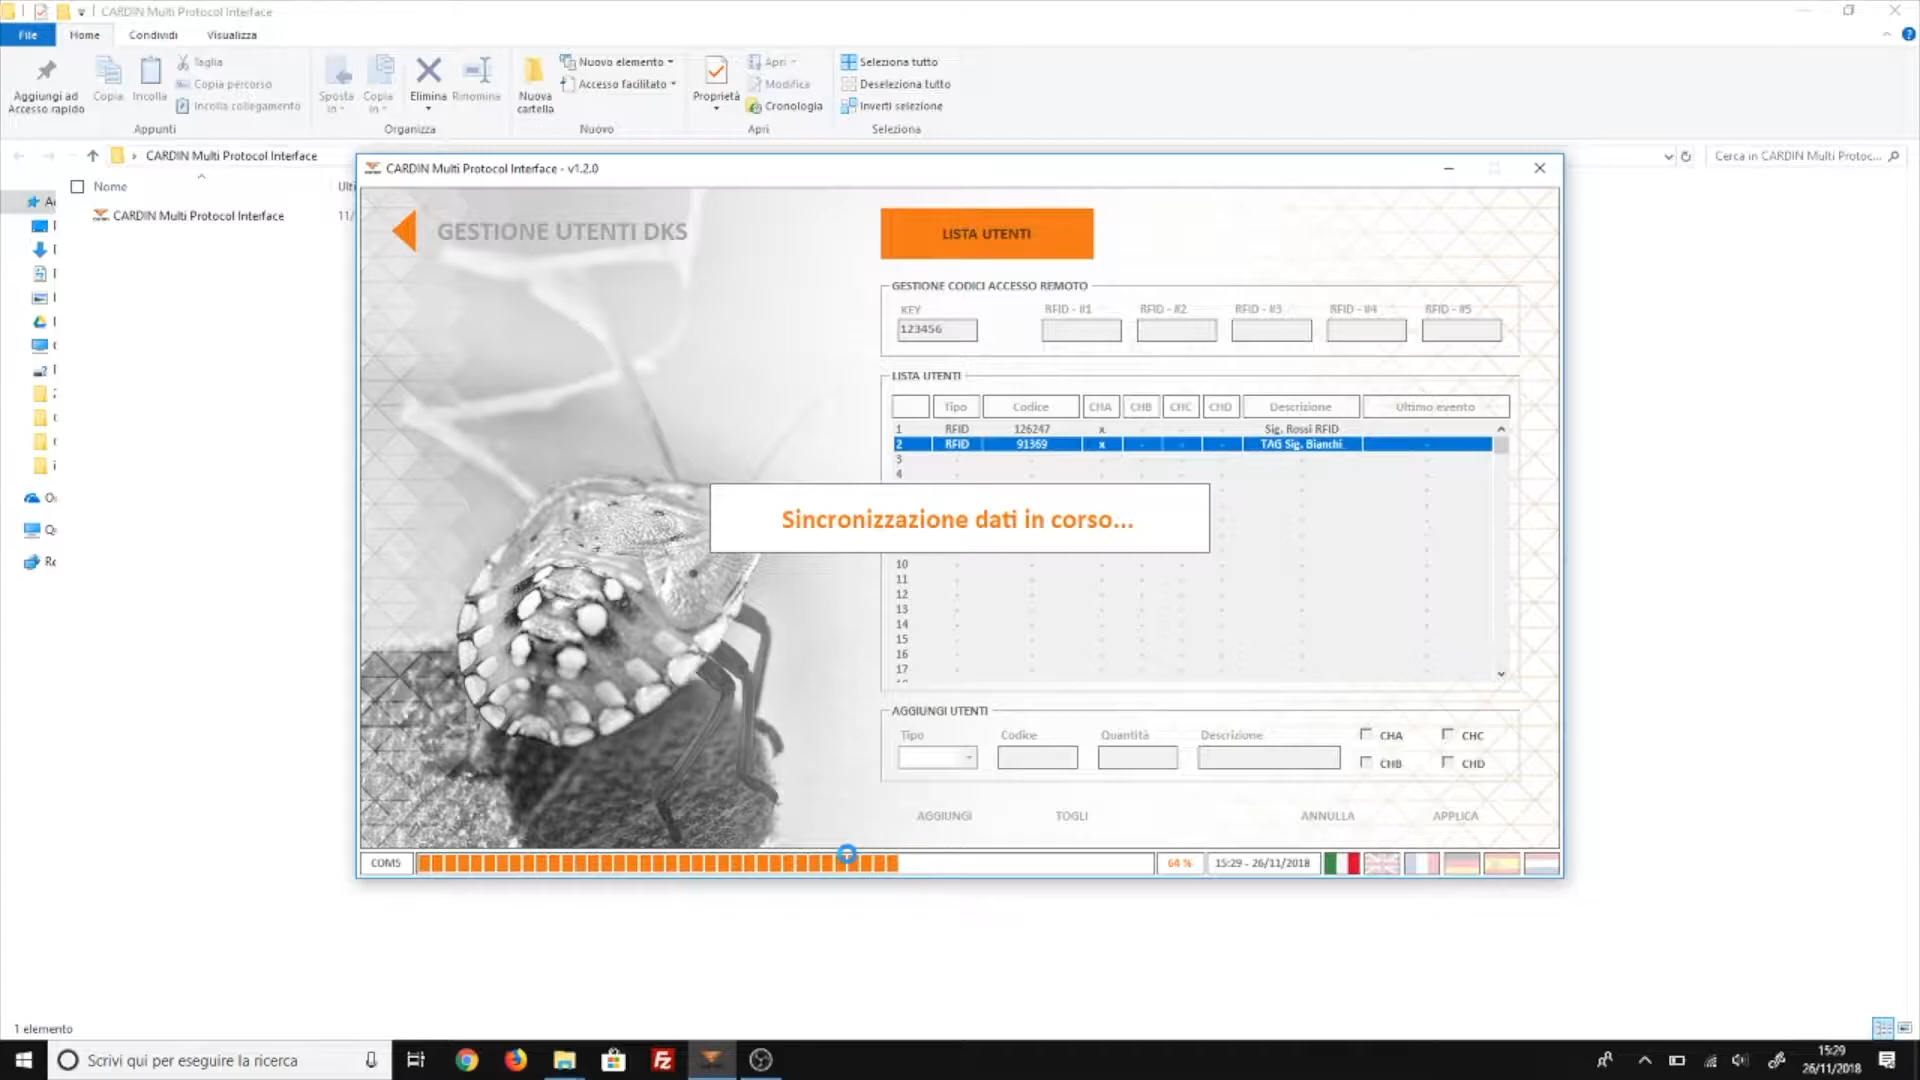 CARDIN Multi Protocol Interface
File Home Condividi Visualizza
Aggiungi ad Accesso rapido
Copia
Incolla
Taglia
Copia percorso
Incolla collegamento
Appunti
Sposta in
Copia in
Elimina
Rinomina
Organizza
Nuova cartella
Nuovo elemento
Accesso facilitato
Nuovo
Proprietà
Apri
Modifica
Cronologia
Apri
Seleziona tutto
Deseleziona tutto
Inverti selezione
Seleziona
CARDIN Multi Protocol Interface
Cerca in CARDIN Multi Protoc...
Nome
CARDIN Multi Protocol Interface
CARDIN Multi Protocol Interface - v1.2.0
GESTIONE UTENTI DKS
LISTA UTENTI
GESTIONE CODICI ACCESSO REMOTO
KEY RFID - #1 RFID - #2 RFID - #3 RFID - #4 RFID - #5
123456
LISTA UTENTI
Tipo Codice CHA CHB CHC CHD Descrizione Ultimo evento
1 RFID 126247 x Sig. Rossi RFID
2 RFID 91369 x - - - TAG Sig. Bianchi -
3
4
Sincronizzazione dati in corso...
10
11
12
13
14
15
16
17
AGGIUNGI UTENTI
Tipo Codice Quantità Descrizione
CHA CHC
CHB CHD
AGGIUNGI TOGLI ANNULLA APPLICA
COM5 64 % 15:29 - 26/11/2018
1 elemento
Scrivi qui per eseguire la ricerca
15:29
26/11/2018